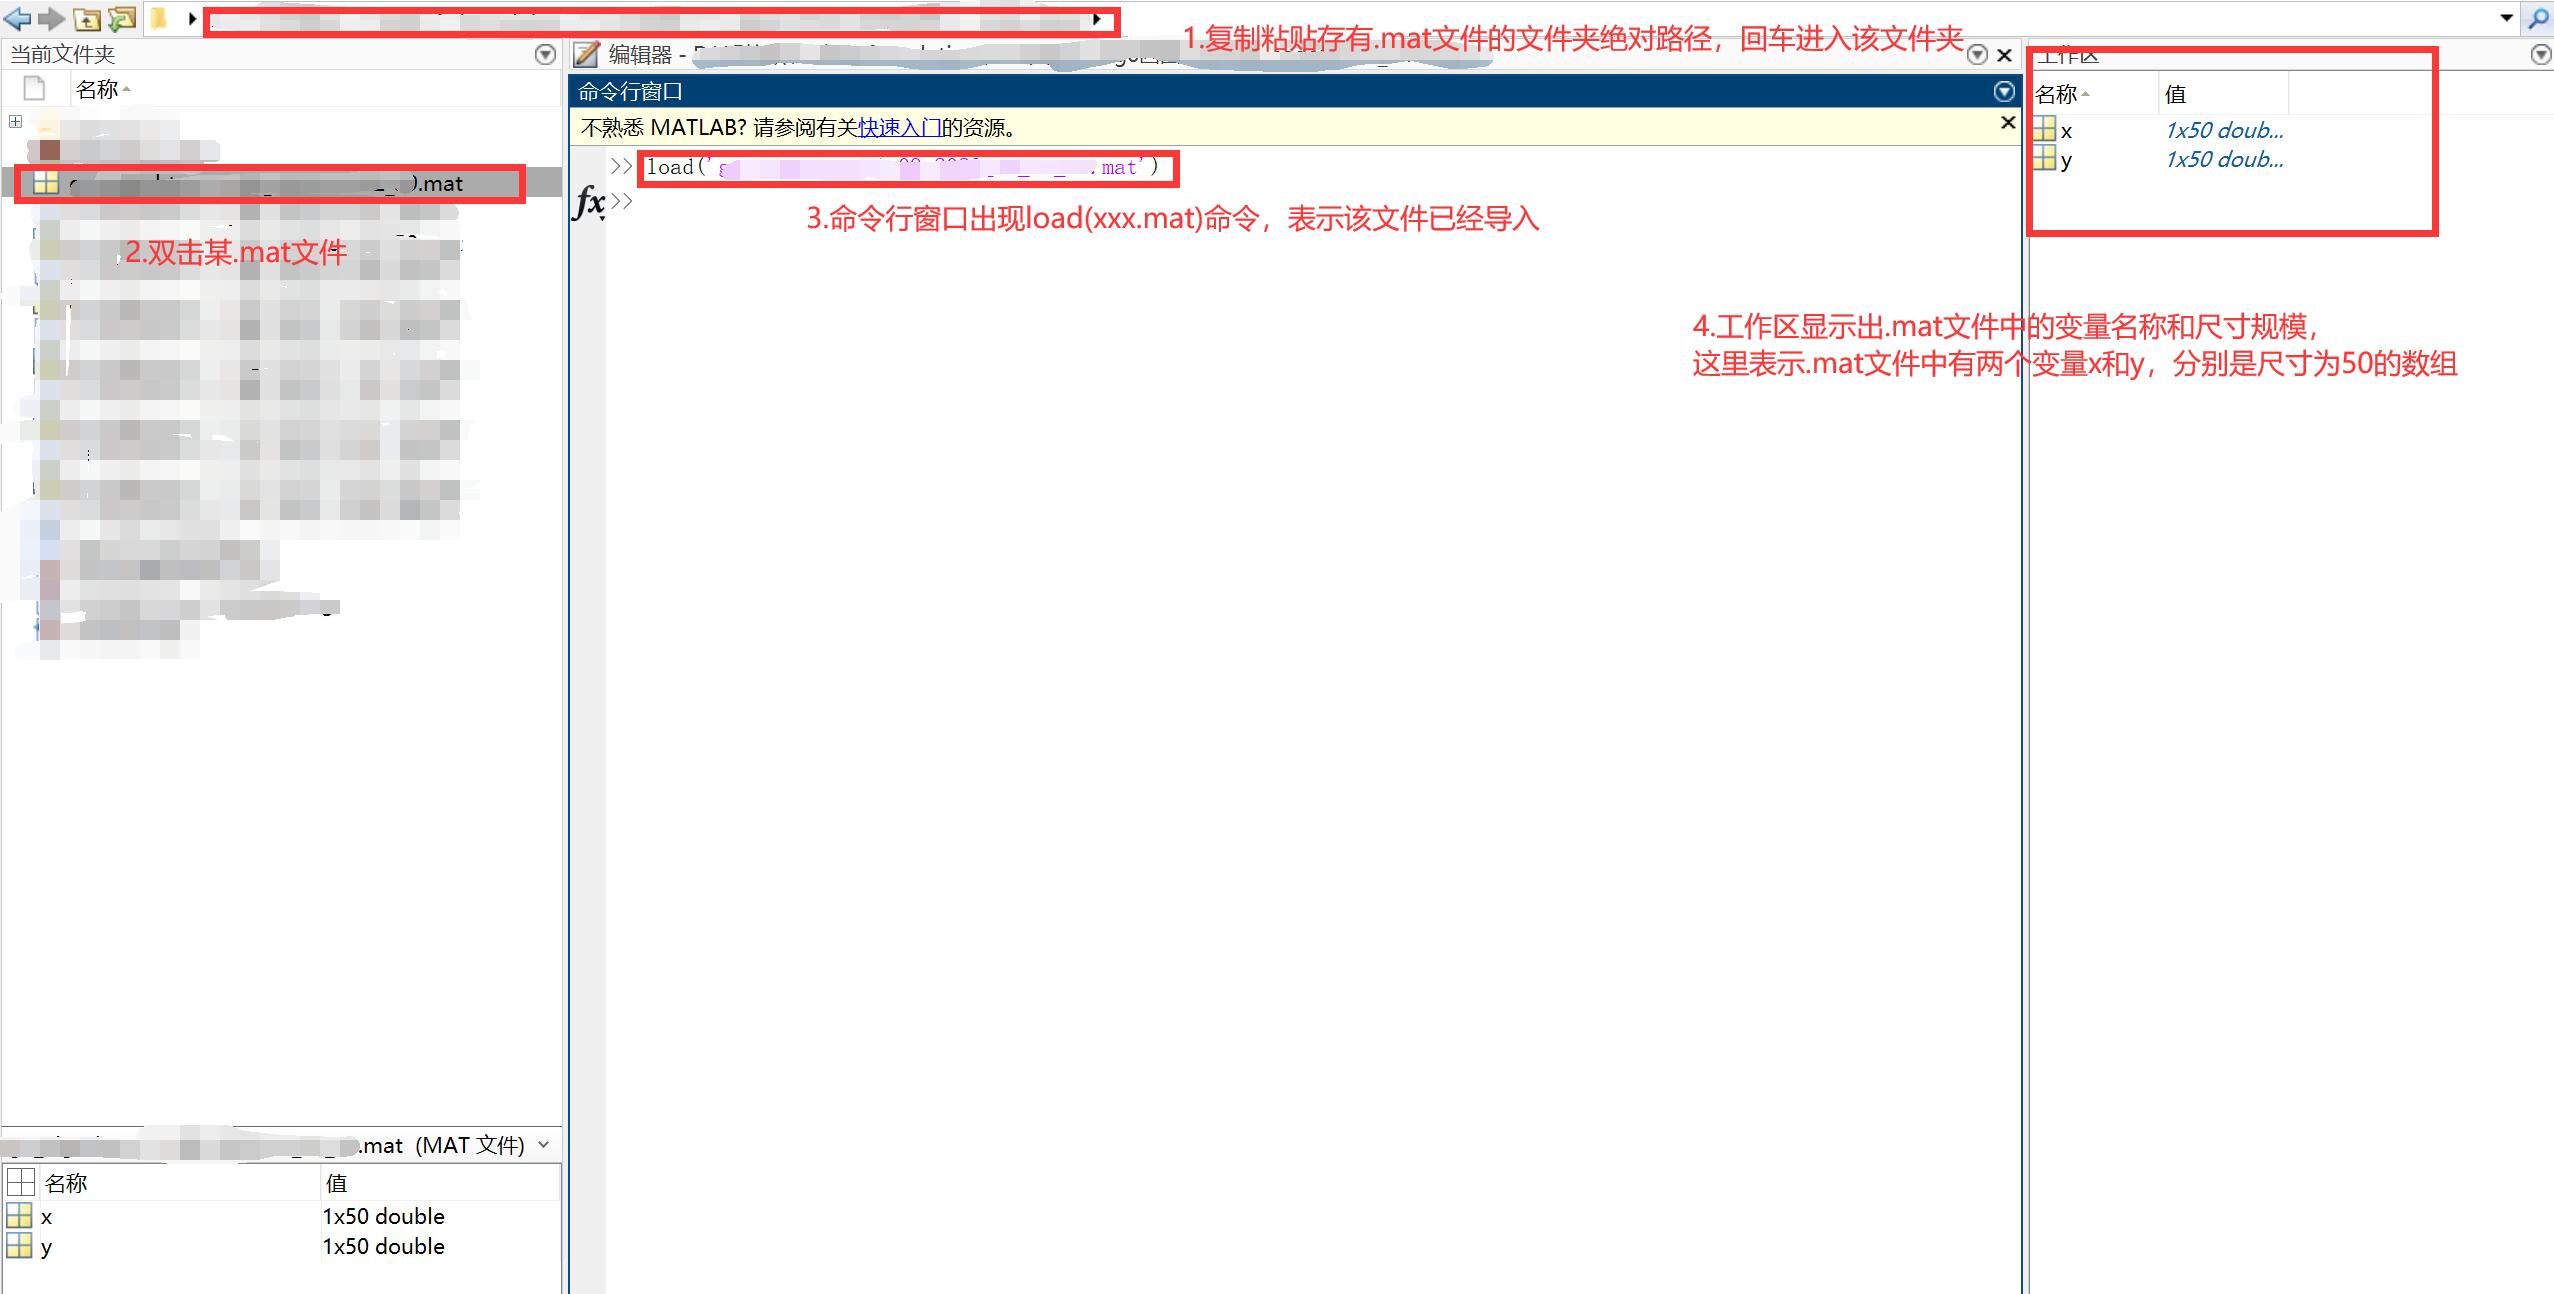 1.复制粘贴存有.mat文件的文件夹绝对路径，回车进入该文件夹
当前文件夹
编辑器 -
工作区
名称
命令行窗口
名称 值
不熟悉 MATLAB? 请参阅有关快速入门的资源。
x 1x50 doub...
y 1x50 doub...
>> load('g .mat')
.mat
fx >>
3.命令行窗口出现load(xxx.mat)命令，表示该文件已经导入
2.双击某.mat文件
4.工作区显示出.mat文件中的变量名称和尺寸规模，
这里表示.mat文件中有两个变量x和y，分别是尺寸为50的数组
.mat (MAT 文件)
名称 值
x 1x50 double
y 1x50 double